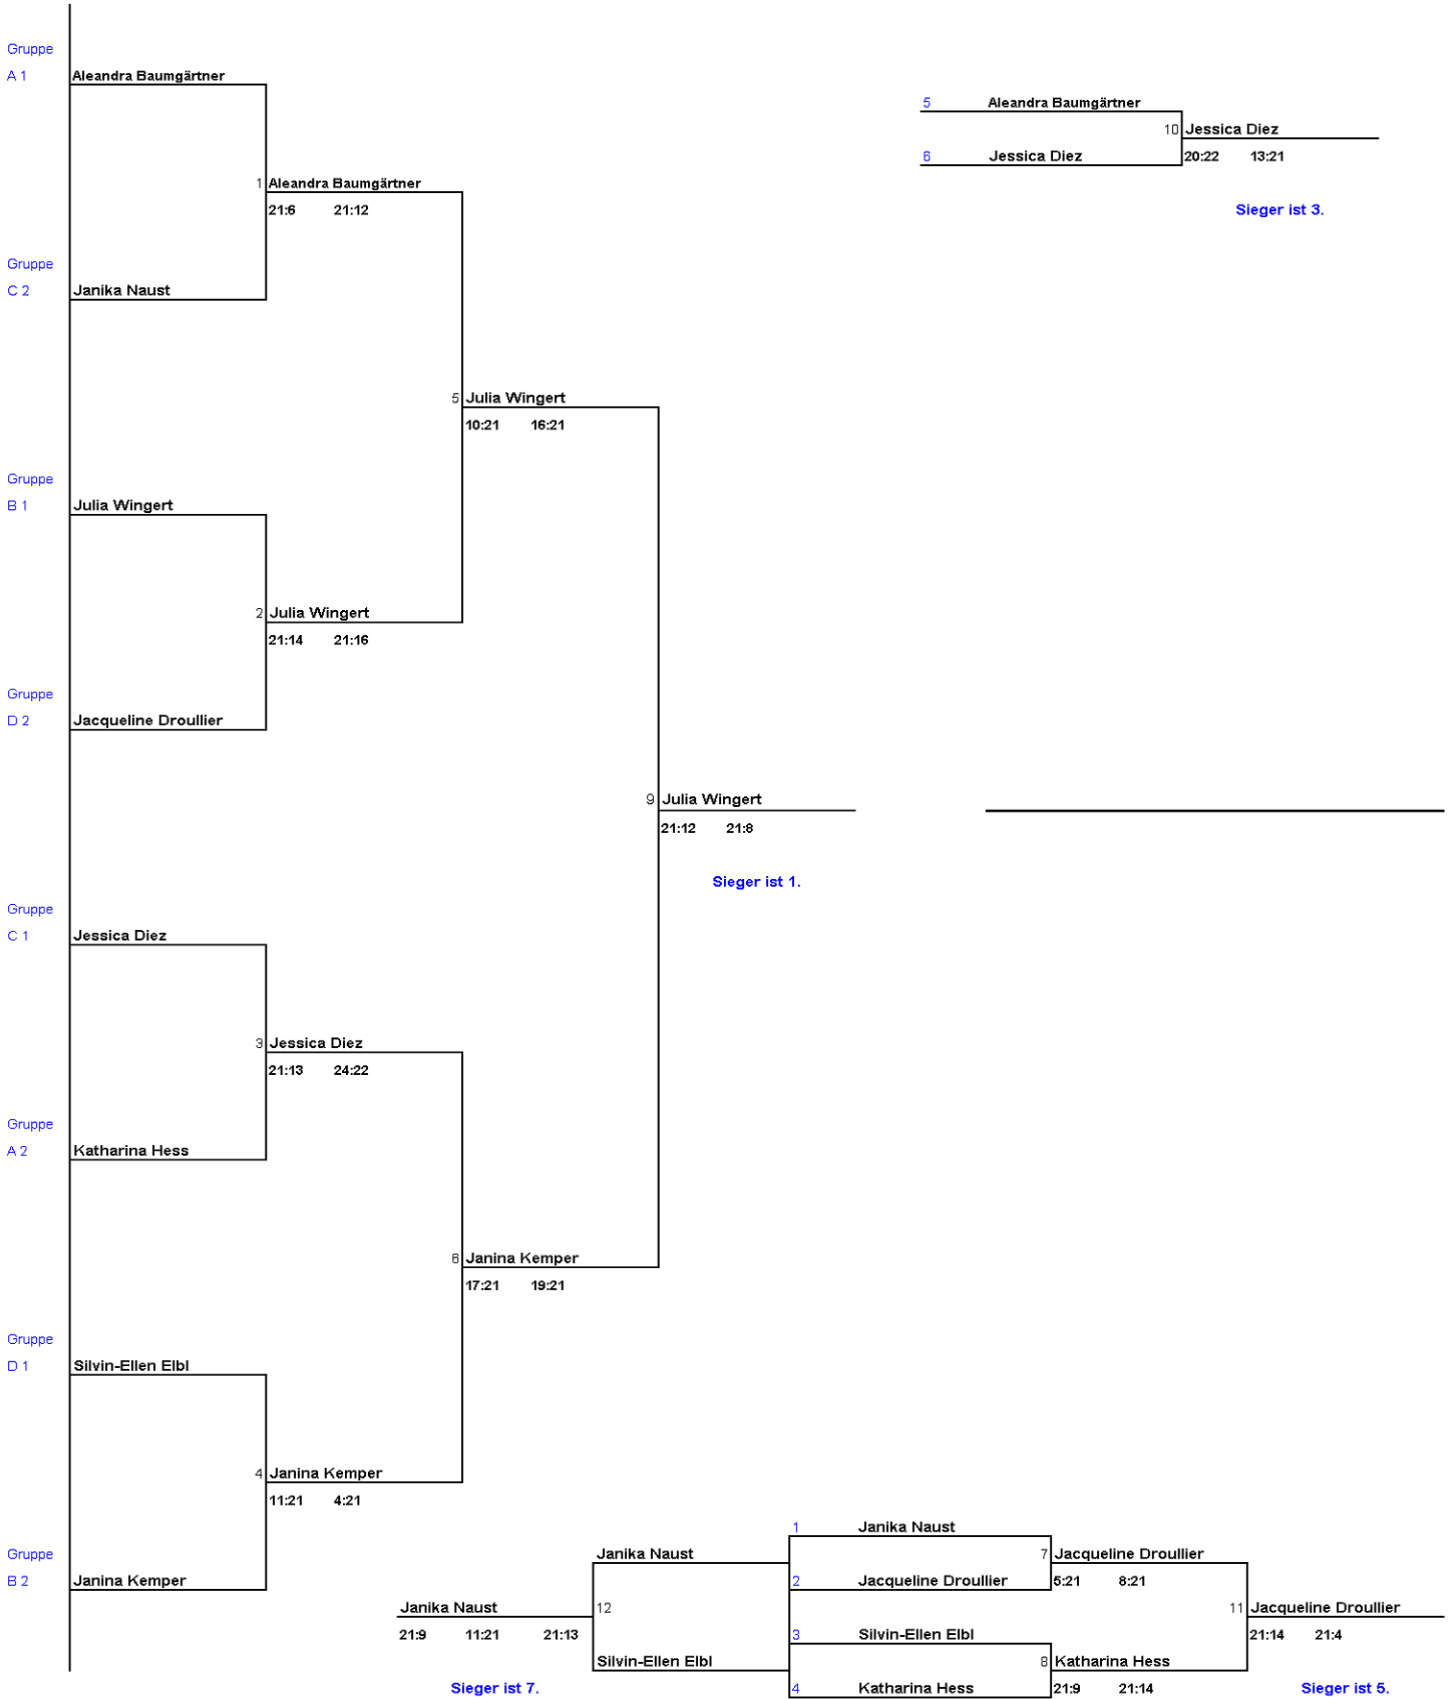 Gruppe
A 1 Aleandra Baumgärtner
5 Aleandra Baumgärtner
10 Jessica Diez
6 Jessica Diez 20:22 13:21
1 Aleandra Baumgärtner
21:6 21:12
Sieger ist 3.
Gruppe
C 2 Janika Naust
5 Julia Wingert
10:21 16:21
Gruppe
B 1 Julia Wingert
2 Julia Wingert
21:14 21:16
Gruppe
D 2 Jacqueline Droullier
9 Julia Wingert
21:12 21:8
Sieger ist 1.
Gruppe
C 1 Jessica Diez
3 Jessica Diez
21:13 24:22
Gruppe
A 2 Katharina Hess
6 Janina Kemper
17:21 19:21
Gruppe
D 1 Silvin-Ellen Elbl
4 Janina Kemper
11:21 4:21
1 Janika Naust
Gruppe
Janika Naust 7 Jacqueline Droullier
B 2 Janina Kemper 2 Jacqueline Droullier 5:21 8:21
Janika Naust 12 11 Jacqueline Droullier
21:9 11:21 21:13 3 Silvin-Ellen Elbl 21:14 21:4
Silvin-Ellen Elbl 8 Katharina Hess
Sieger ist 7. 4 Katharina Hess 21:9 21:14 Sieger ist 5.